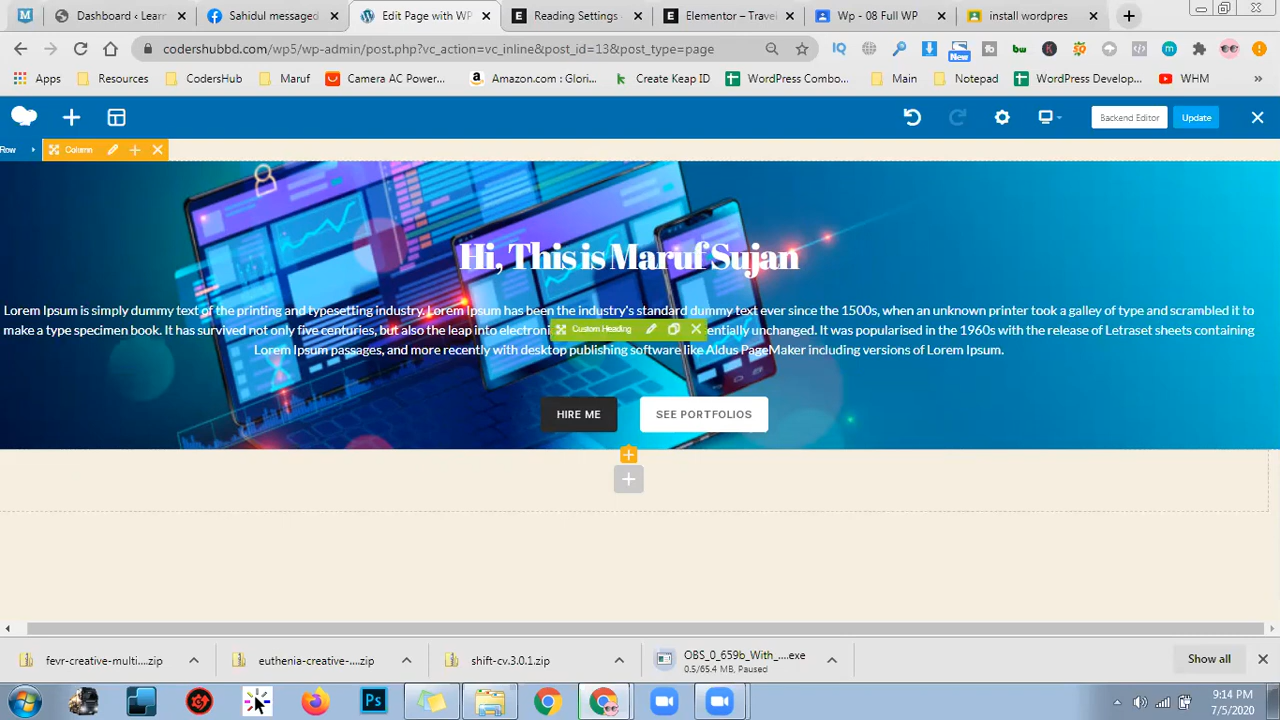 Dashboard ‹ Learn
Sahidul messaged
Edit Page with WP
Reading Settings -
Elementor – Trave
Wp - 08 Full WP
install wordpres
codershubbd.com/wp5/wp-admin/post.php?vc_action=vc_inline&post_id=13&post_type=page
IQ
New
bw
Apps
Resources
CodersHub
Maruf
Camera AC Powe...
Amazon.com : Glori...
Create Keap ID
WordPress Combo...
Main
Notepad
WordPress Develop...
WHM
»
Backend Editor
Update
Row
Column
Hi, This is Maruf Sujan
Lorem Ipsum is simply dummy text of the printing and typesetting industry. Lorem Ipsum has been the industry's standard dummy text ever since the 1500s, when an unknown printer took a galley of type and scrambled it to
make a type specimen book. It has survived not only five centuries, but also the leap into electroni
Custom Heading
entially unchanged. It was popularised in the 1960s with the release of Letraset sheets containing
Lorem Ipsum passages, and more recently with desktop publishing software like Aldus PageMaker including versions of Lorem Ipsum.
HIRE ME
SEE PORTFOLIOS
fevr-creative-multi....zip
euthenia-creative-....zip
shift-cv.3.0.1.zip
OBS_0_659b_With_....exe
0.5/65.4 MB, Paused
Show all
Ps
9:14 PM
7/5/2020